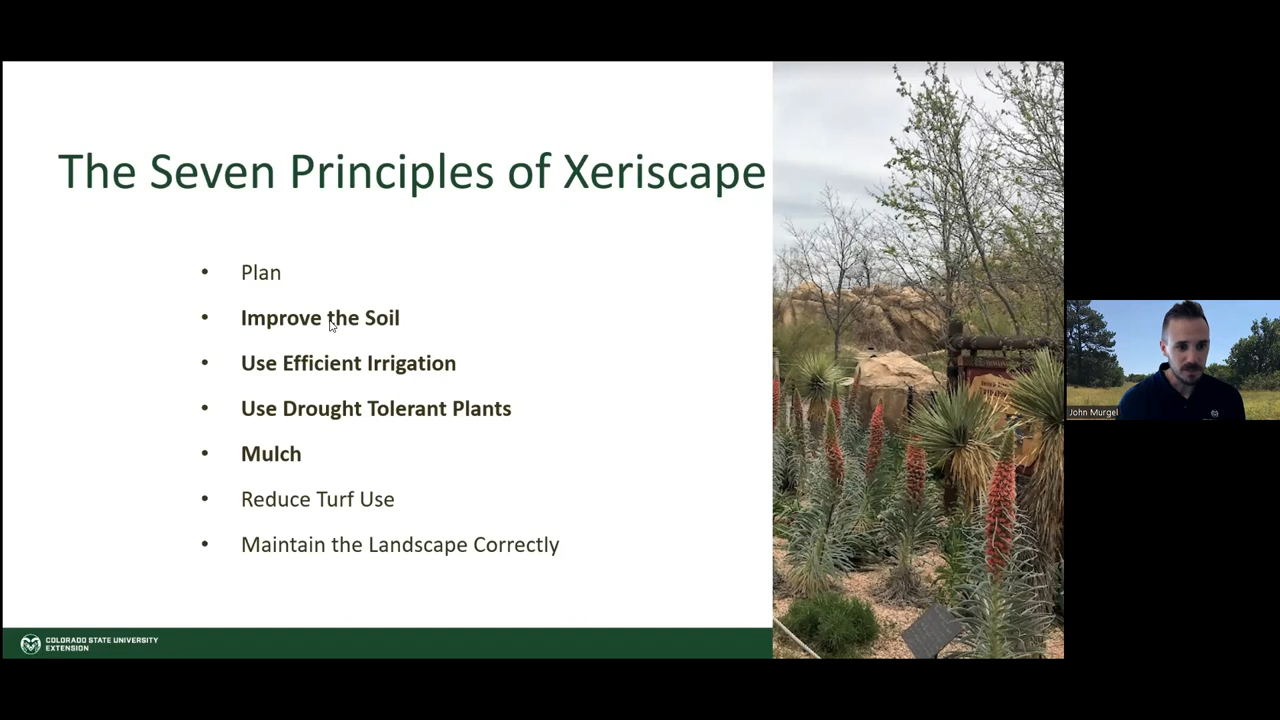 The Seven Principles of Xeriscape
• Plan
• Improve the Soil
• Use Efficient Irrigation
• Use Drought Tolerant Plants
• Mulch
• Reduce Turf Use
• Maintain the Landscape Correctly
COLORADO STATE UNIVERSITY
EXTENSION
John Murgel